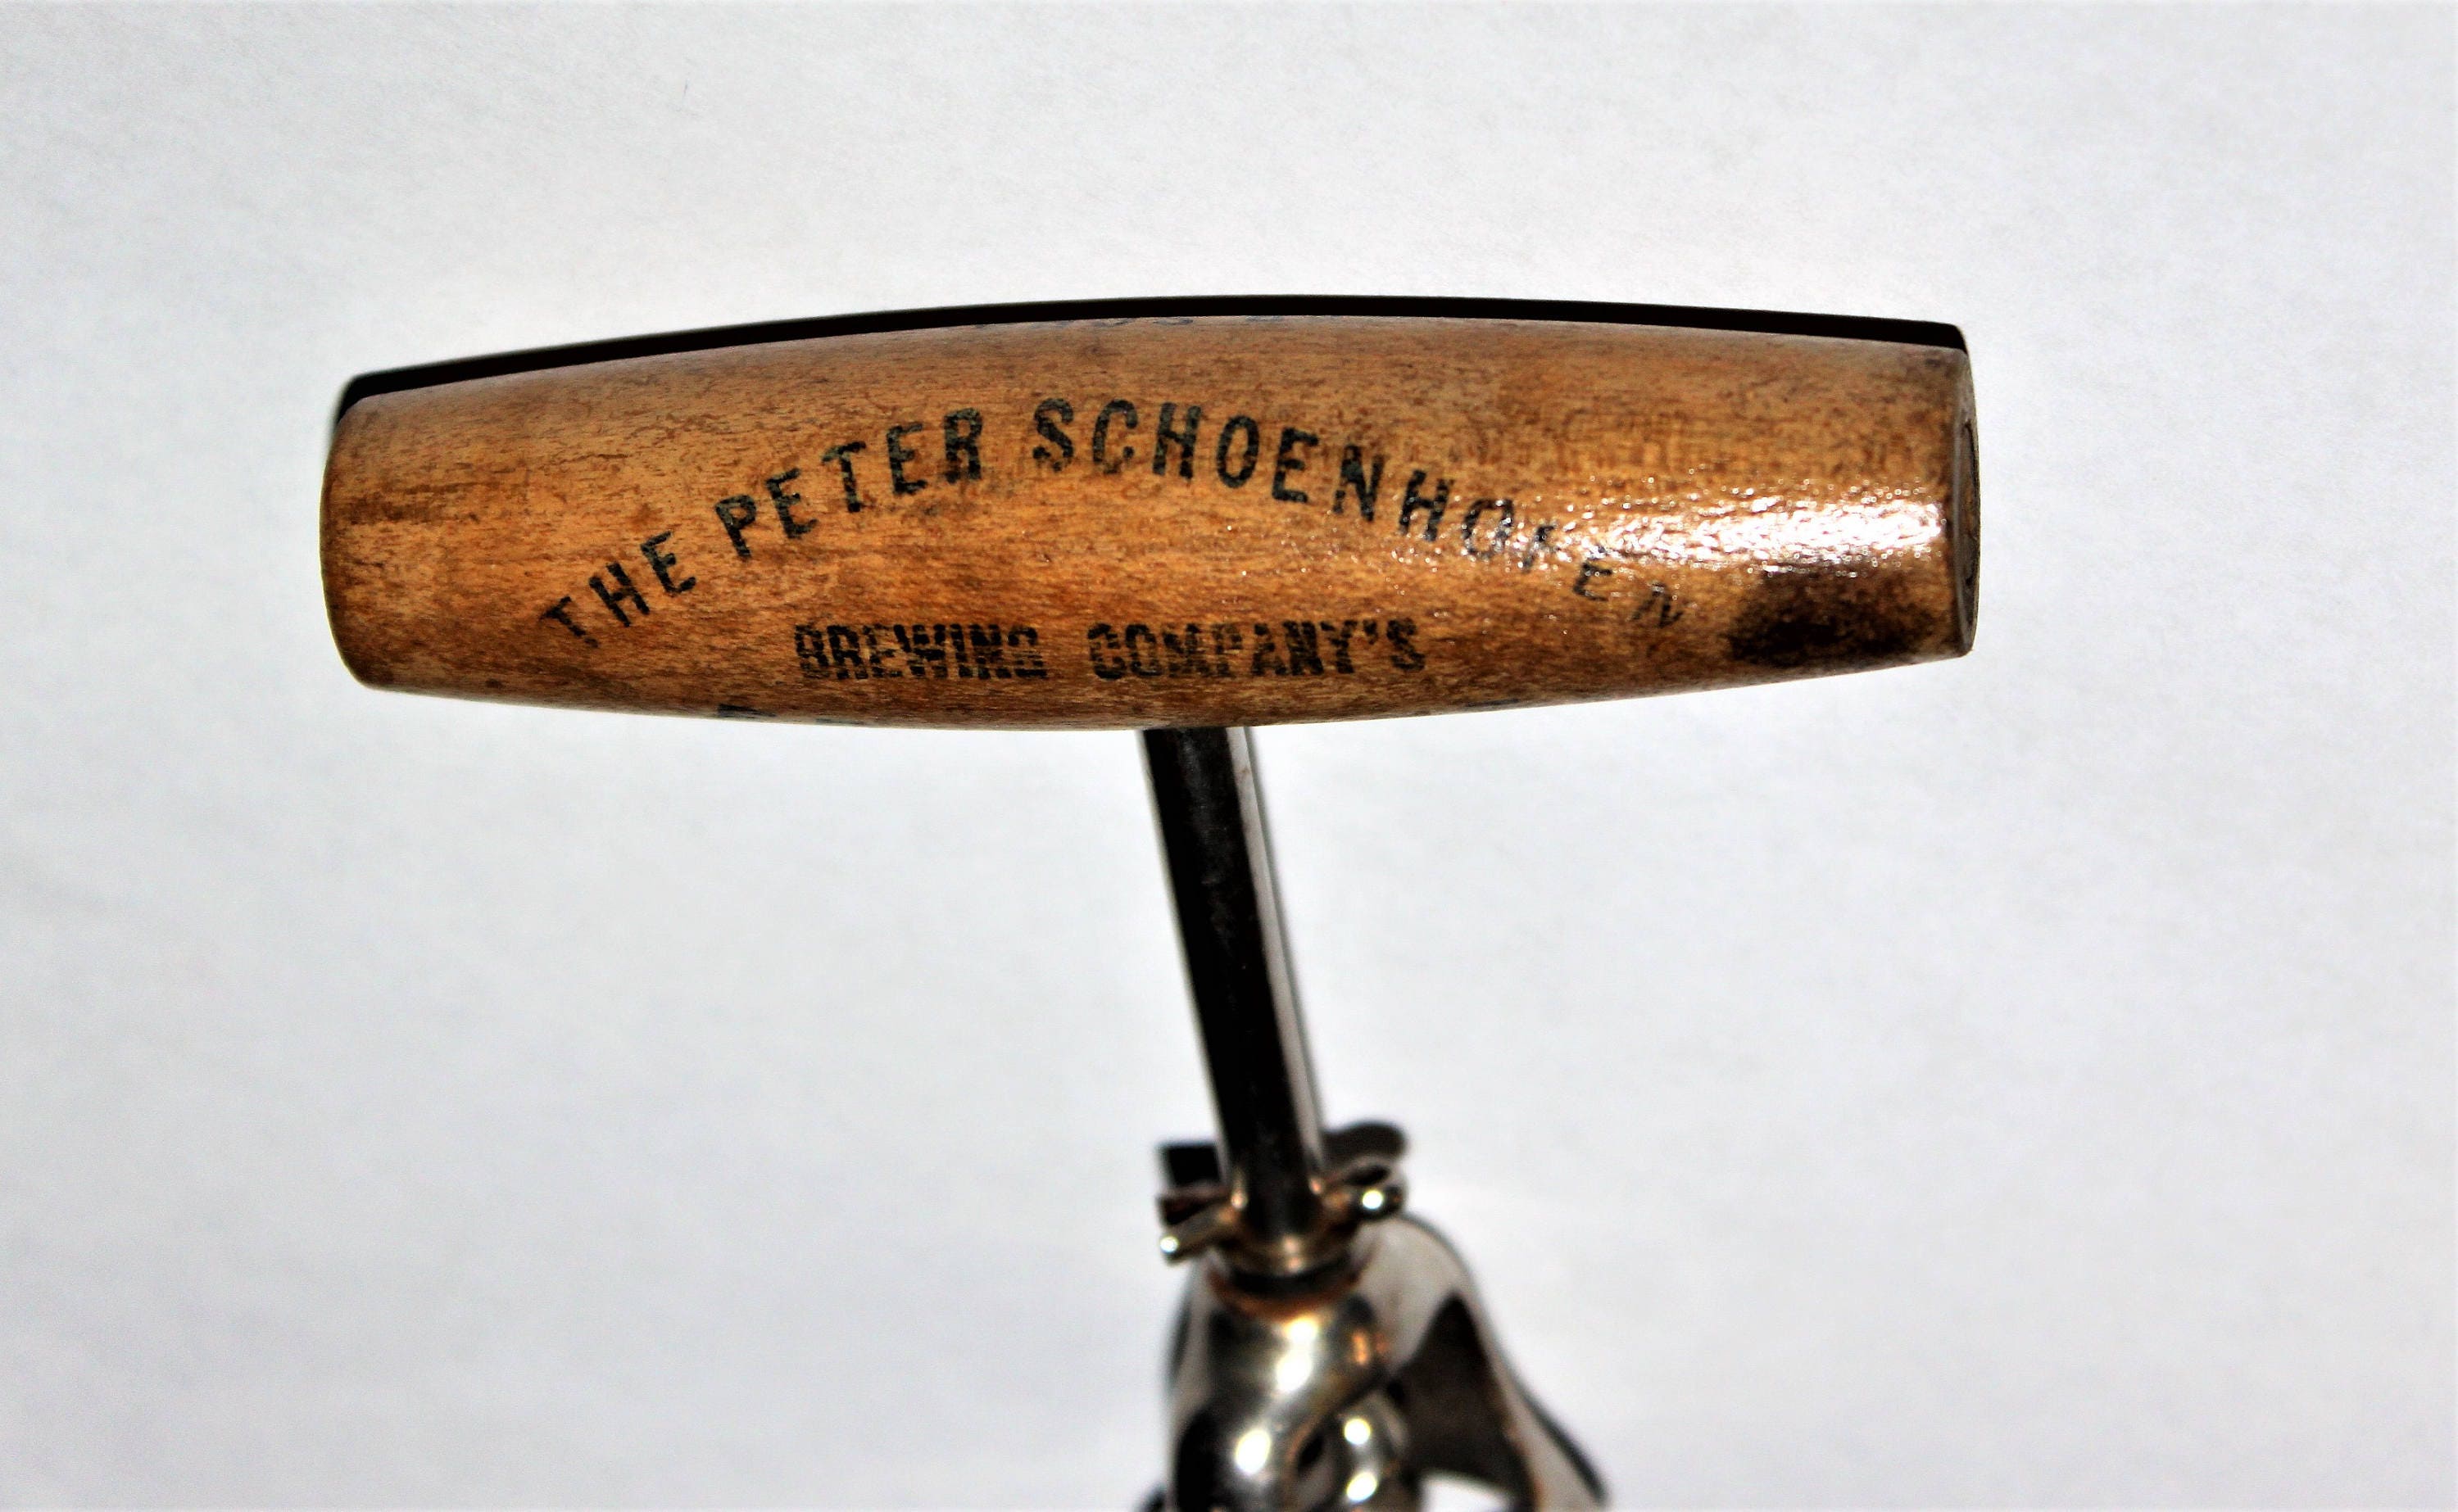 THE PETER SCHOENHOFEN
BREWING COMPANY'S